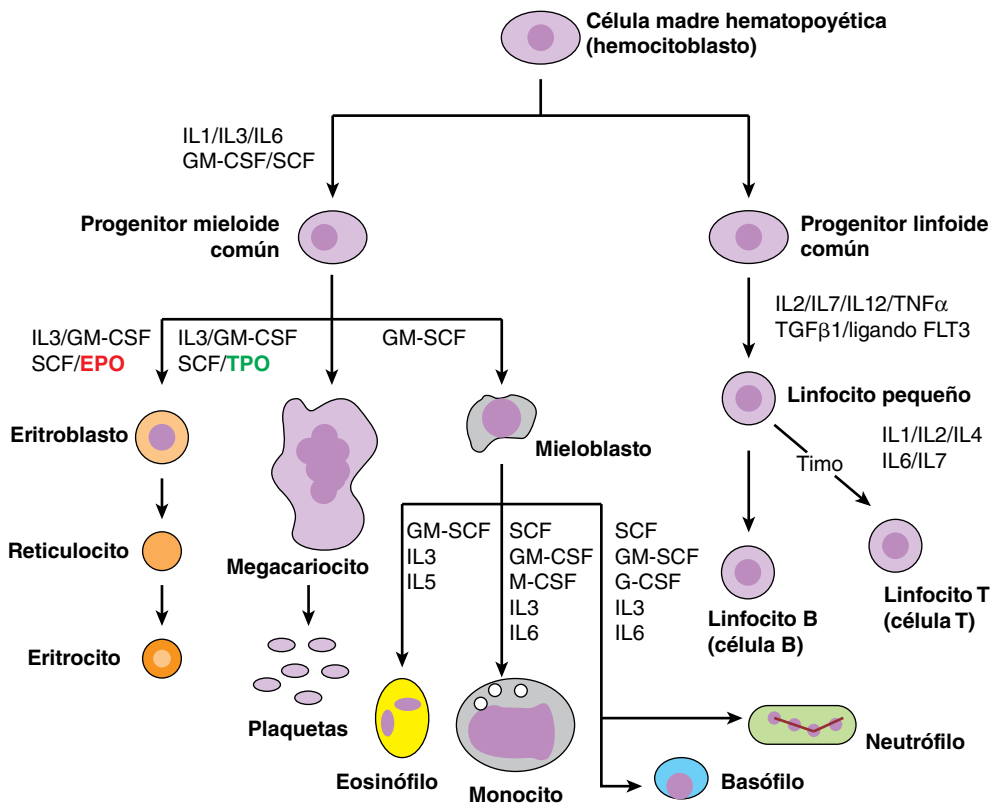 Célula madre hematopoyética
(hemocitoblasto)
IL1/IL3/IL6
GM-CSF/SCF
Progenitor mieloide
común
Progenitor linfoide
común
IL3/GM-CSF
SCF/EPO
IL3/GM-CSF
SCF/TPO
GM-SCF
IL2/IL7/IL12/TNFα
TGFβ1/ligando FLT3
Eritroblasto
Mieloblasto
Linfocito pequeño
IL1/IL2/IL4
IL6/IL7
Timo
Reticulocito
Megacariocito
GM-SCF
IL3
IL5
SCF
GM-CSF
M-CSF
IL3
IL6
SCF
GM-SCF
G-CSF
IL3
IL6
Linfocito B
(célula B)
Linfocito T
(célula T)
Eritrocito
Plaquetas
Eosinófilo
Monocito
Basófilo
Neutrófilo